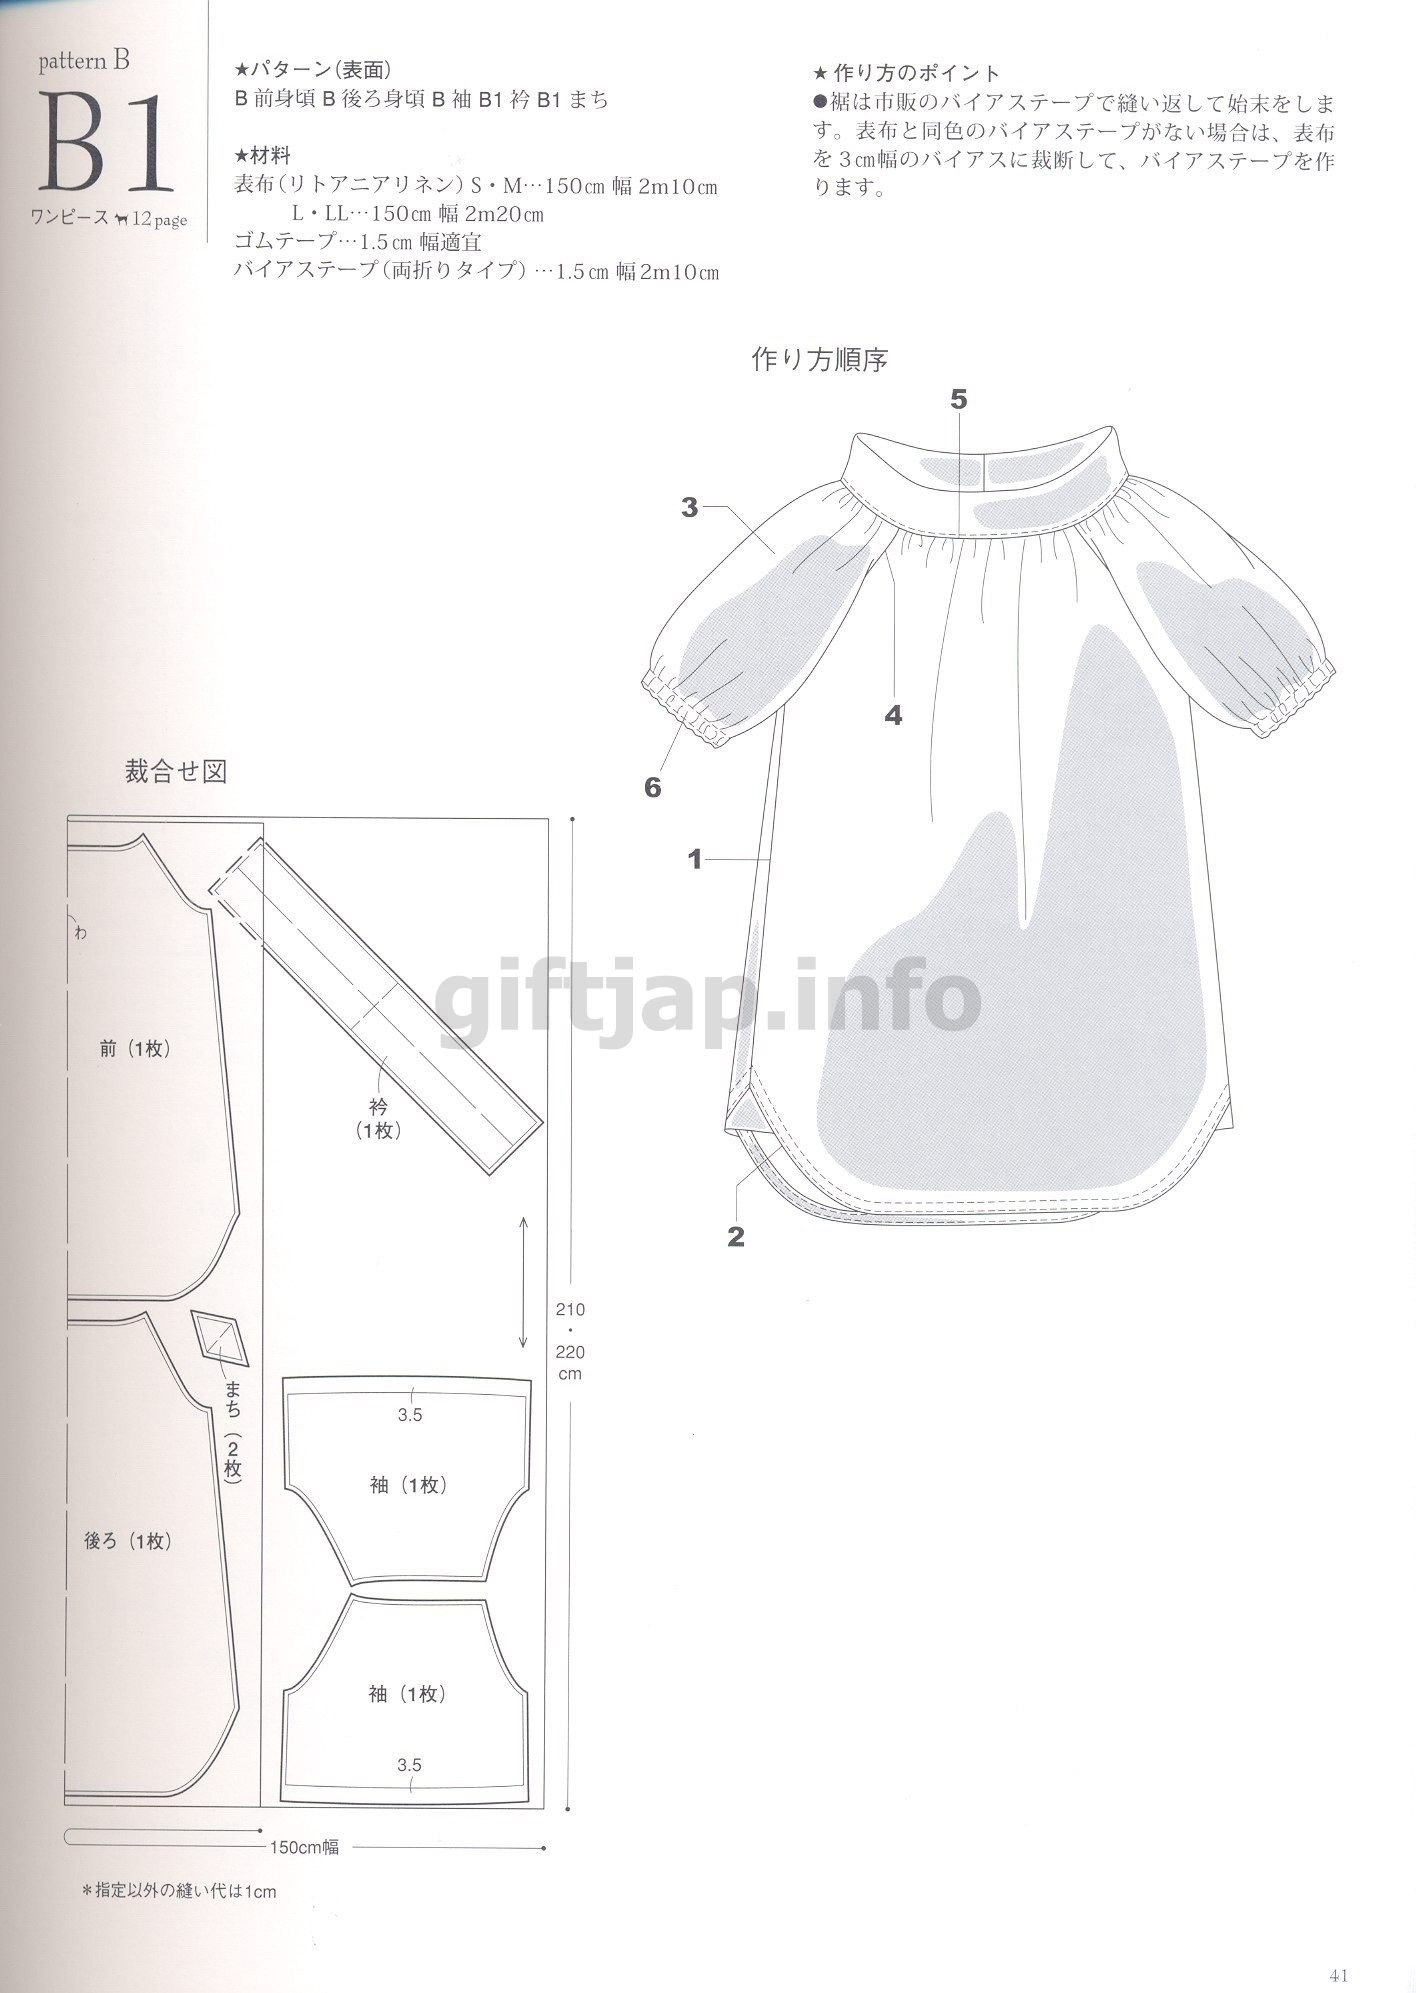 pattern B
B1
ワンピース 12 page
★パターン（表面）
B 前身頃 B 後ろ身頃 B 袖 B1 衿 B1 まち
★材料
表布（リトアニアリネン）S・M…150㎝ 幅 2m10㎝
L・LL…150㎝ 幅 2m20㎝
ゴムテープ…1.5㎝ 幅適宜
バイアステープ（両折りタイプ）…1.5㎝ 幅2m10㎝
★ 作り方のポイント
●裾は市販のバイアステープで縫い返して始末をしま
す。表布と同色のバイアステープがない場合は、表布
を３㎝幅のバイアスに裁断して、バイアステープを作
ります。
作り方順序
5
3
4
6
1
2
裁合せ図
わ
前（1枚）
衿
（1枚）
まち（2枚）
210
・
220
cm
3.5
袖（1枚）
後ろ（1枚）
袖（1枚）
3.5
150cm幅
＊指定以外の縫い代は1cm
giftjap.info
41